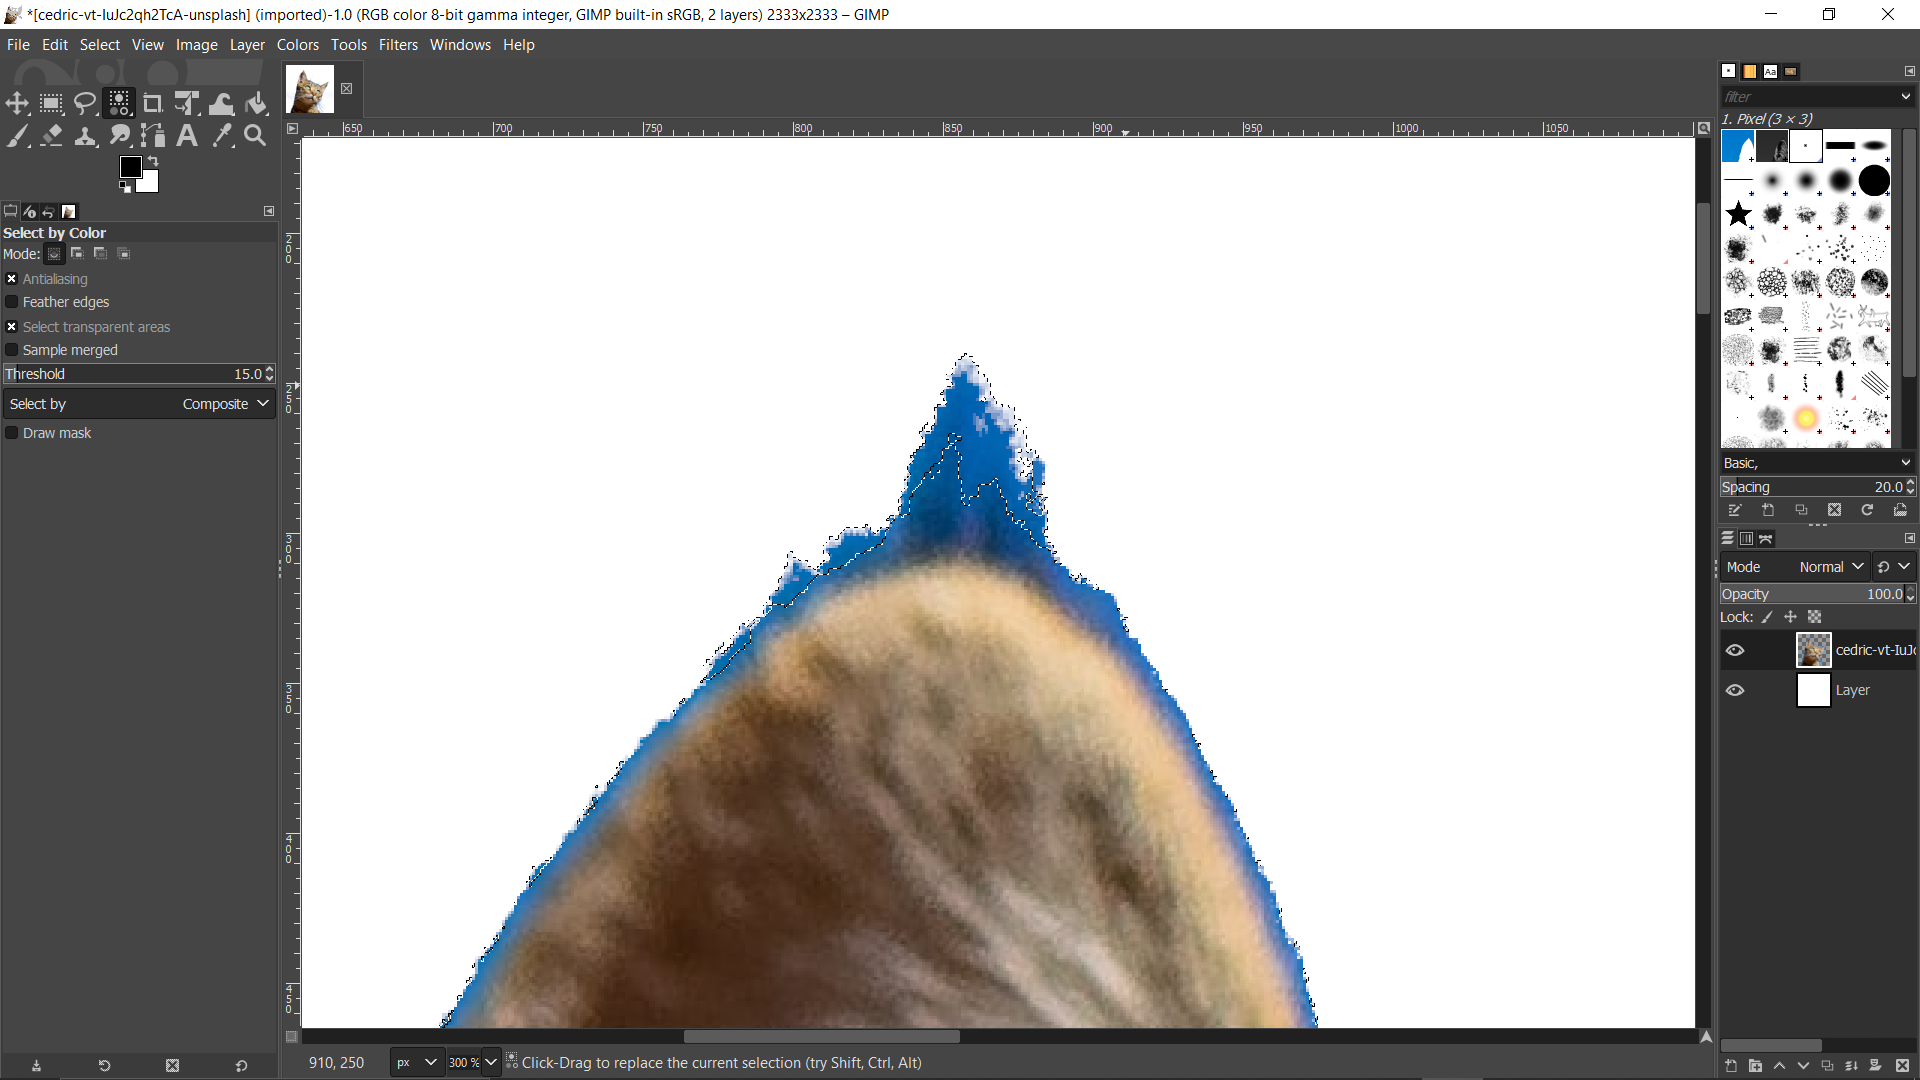 *[cedric-vt-IuJc2qh2TcA-unsplash] (imported)-1.0 (RGB color 8-bit gamma integer, GIMP built-in sRGB, 2 layers) 2333x2333 – GIMP
File Edit Select View Image Layer Colors Tools Filters Windows Help
filter
1. Pixel (3 × 3)
650 700 750 800 850 900 950 1000 1050
200
250
300
350
400
450
Select by Color
Mode:
Antialiasing
Feather edges
Select transparent areas
Sample merged
Threshold 15.0
Select by Composite
Draw mask
Basic,
Spacing 20.0
Mode Normal
Opacity 100.0
Lock:
cedric-vt-IuJc
Layer
910, 250 px 300 % Click-Drag to replace the current selection (try Shift, Ctrl, Alt)